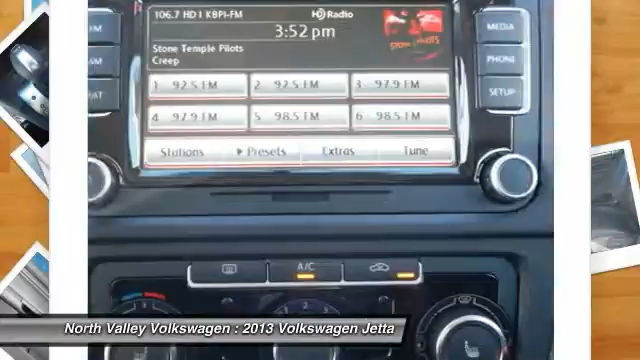 106.7 HD1 KBPI-FM HD Radio
3:52 pm
Stone Temple Pilots
Creep
MEDIA
PHONE
SETUP
1 92.5 FM 2 92.5 FM 3 97.9 FM
4 97.9 FM 5 98.5 FM 6 98.5 FM
Stations Presets Extras Tune
A/C
North Valley Volkswagen : 2013 Volkswagen Jetta